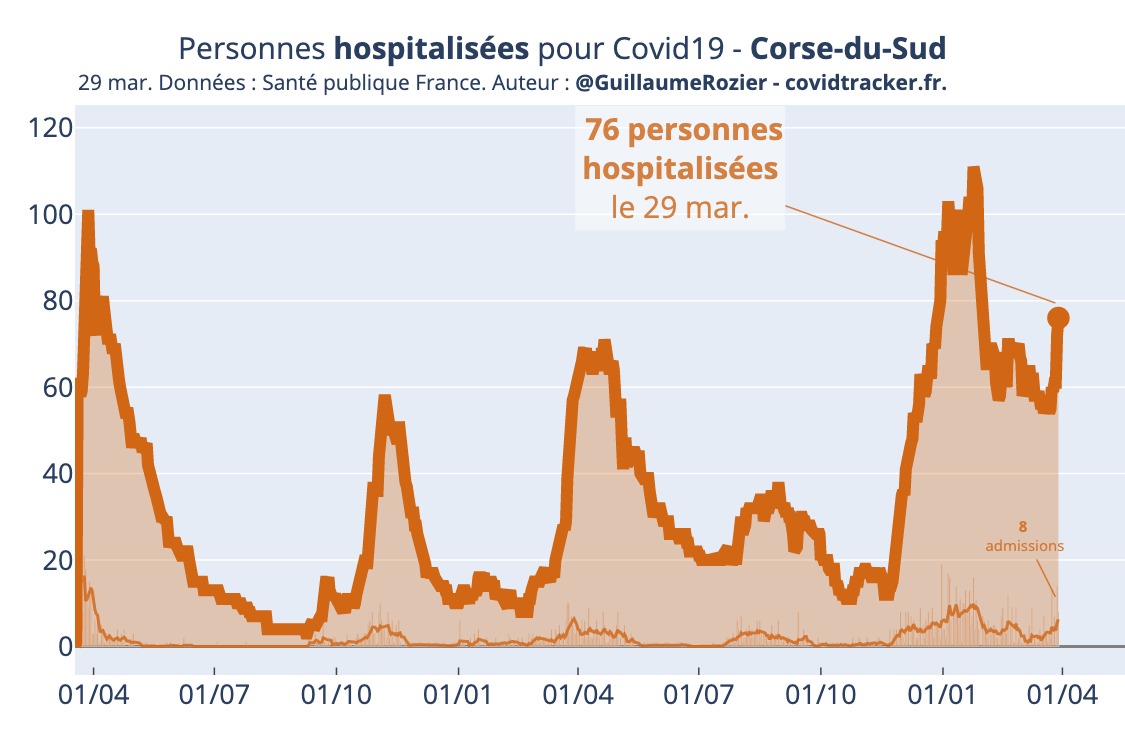 Personnes hospitalisées pour Covid19 - Corse-du-Sud
29 mar. Données : Santé publique France. Auteur : @GuillaumeRozier - covidtracker.fr.
120
76 personnes
hospitalisées
le 29 mar.
100
80
60
40
8
admissions
20
0
01/04 01/07 01/10 01/01 01/04 01/07 01/10 01/01 01/04